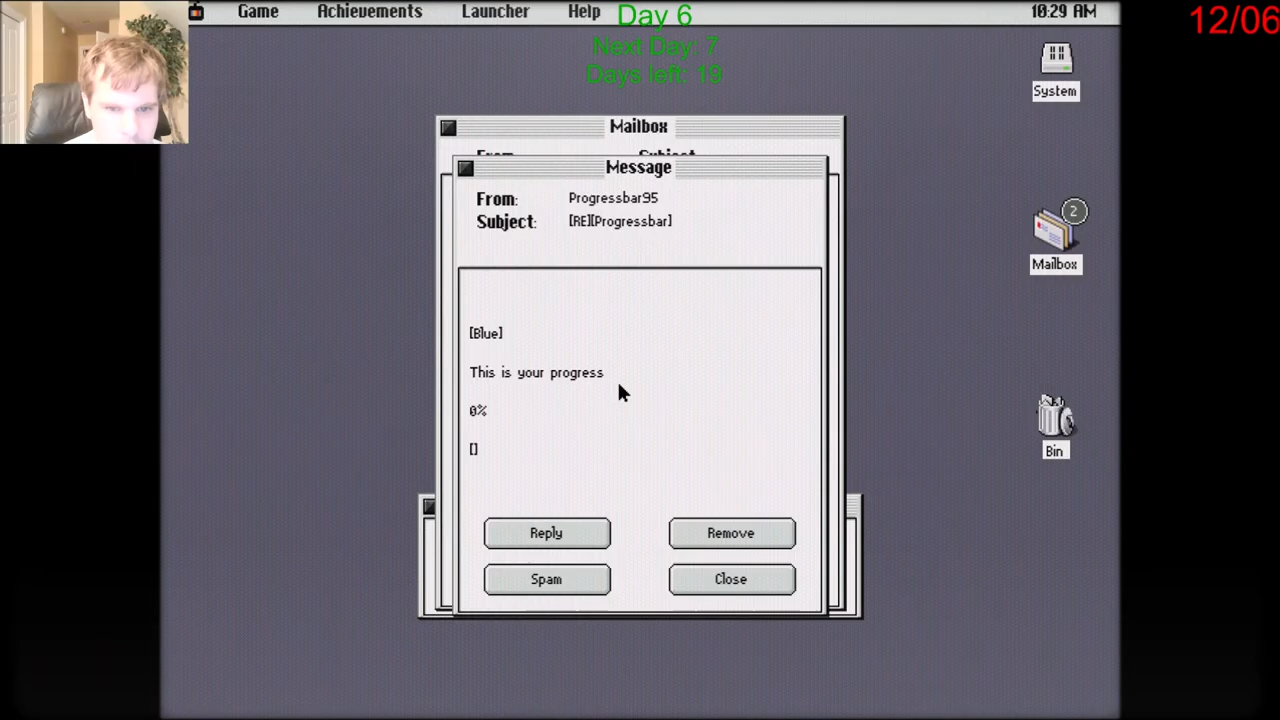 Game Achievements Launcher Help 10:29 AM
Day 6
Next Day: 7
Days left: 19
12/06
System
Mailbox
From Subject
Message
From: Progressbar95
Subject: [RE][Progressbar]
2
Mailbox
[Blue]
This is your progress
0%
[]
Bin
Reply Remove
Spam Close